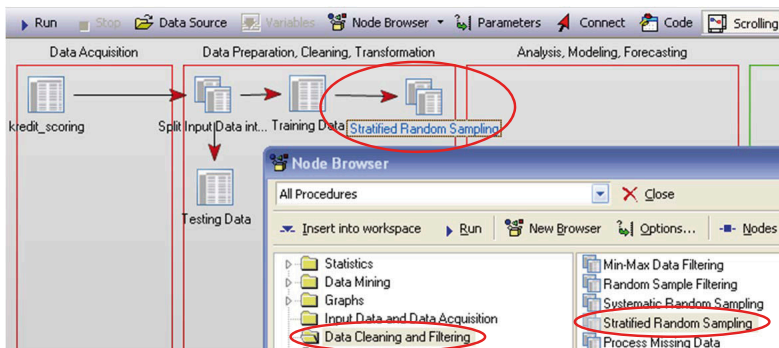 Run Stop Data Source Variables Node Browser Parameters Connect Code Scrolling
Data Acquisition Data Preparation, Cleaning, Transformation Analysis, Modeling, Forecasting
kredit_scoring Split Input Data int... Training Data Stratified Random Sampling
Testing Data
Node Browser
All Procedures Close
Insert into workspace Run New Browser Options... Nodes
Statistics
Data Mining
Graphs
Input Data and Data Acquisition
Data Cleaning and Filtering
Min-Max Data Filtering
Random Sample Filtering
Systematic Random Sampling
Stratified Random Sampling
Process Missing Data